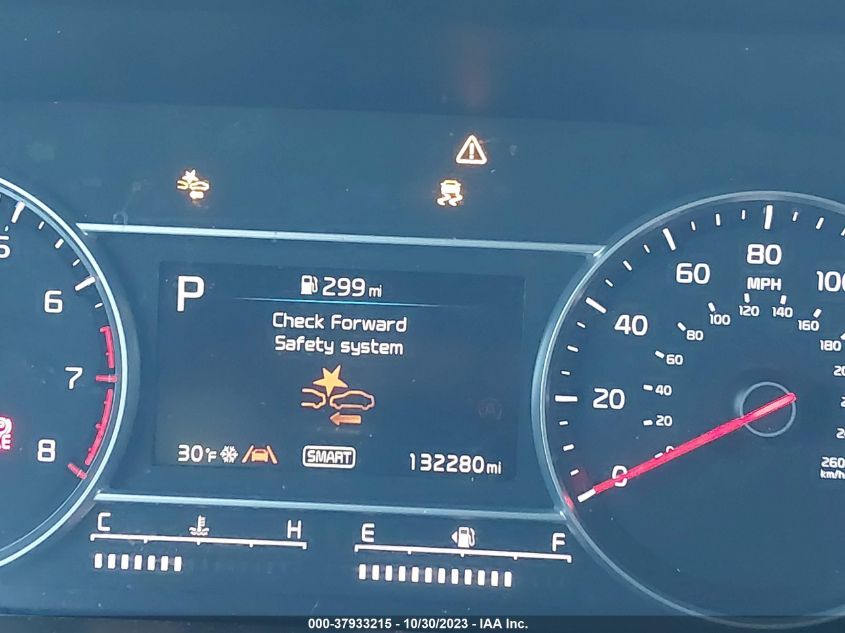 P
299 mi
Check Forward
Safety system
30°F
SMART
132280 mi
6
7
8
C
H
E
F
0
20
40
60
80
100
MPH
20
40
60
80
100
120
140
160
180
260
km/h
000-37933215 - 10/30/2023 - IAA Inc.